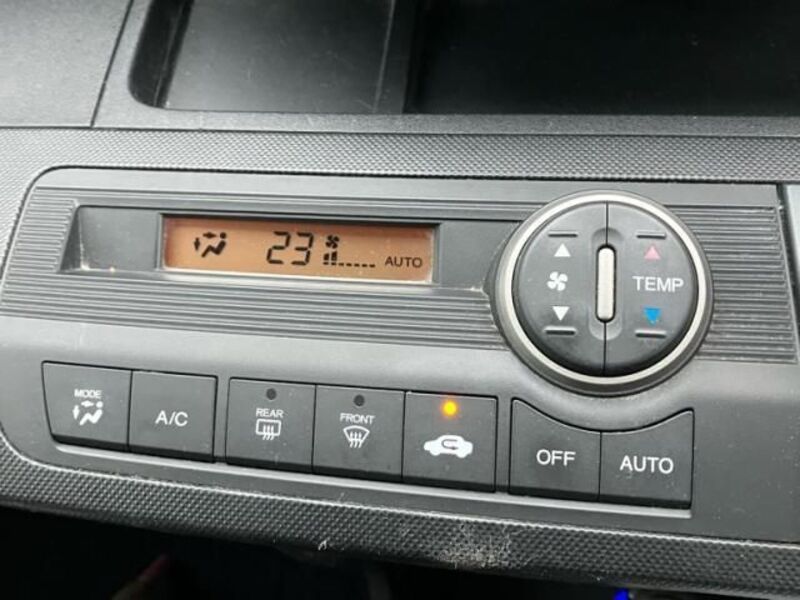 23 AUTO
TEMP
MODE
A/C
REAR
FRONT
OFF
AUTO